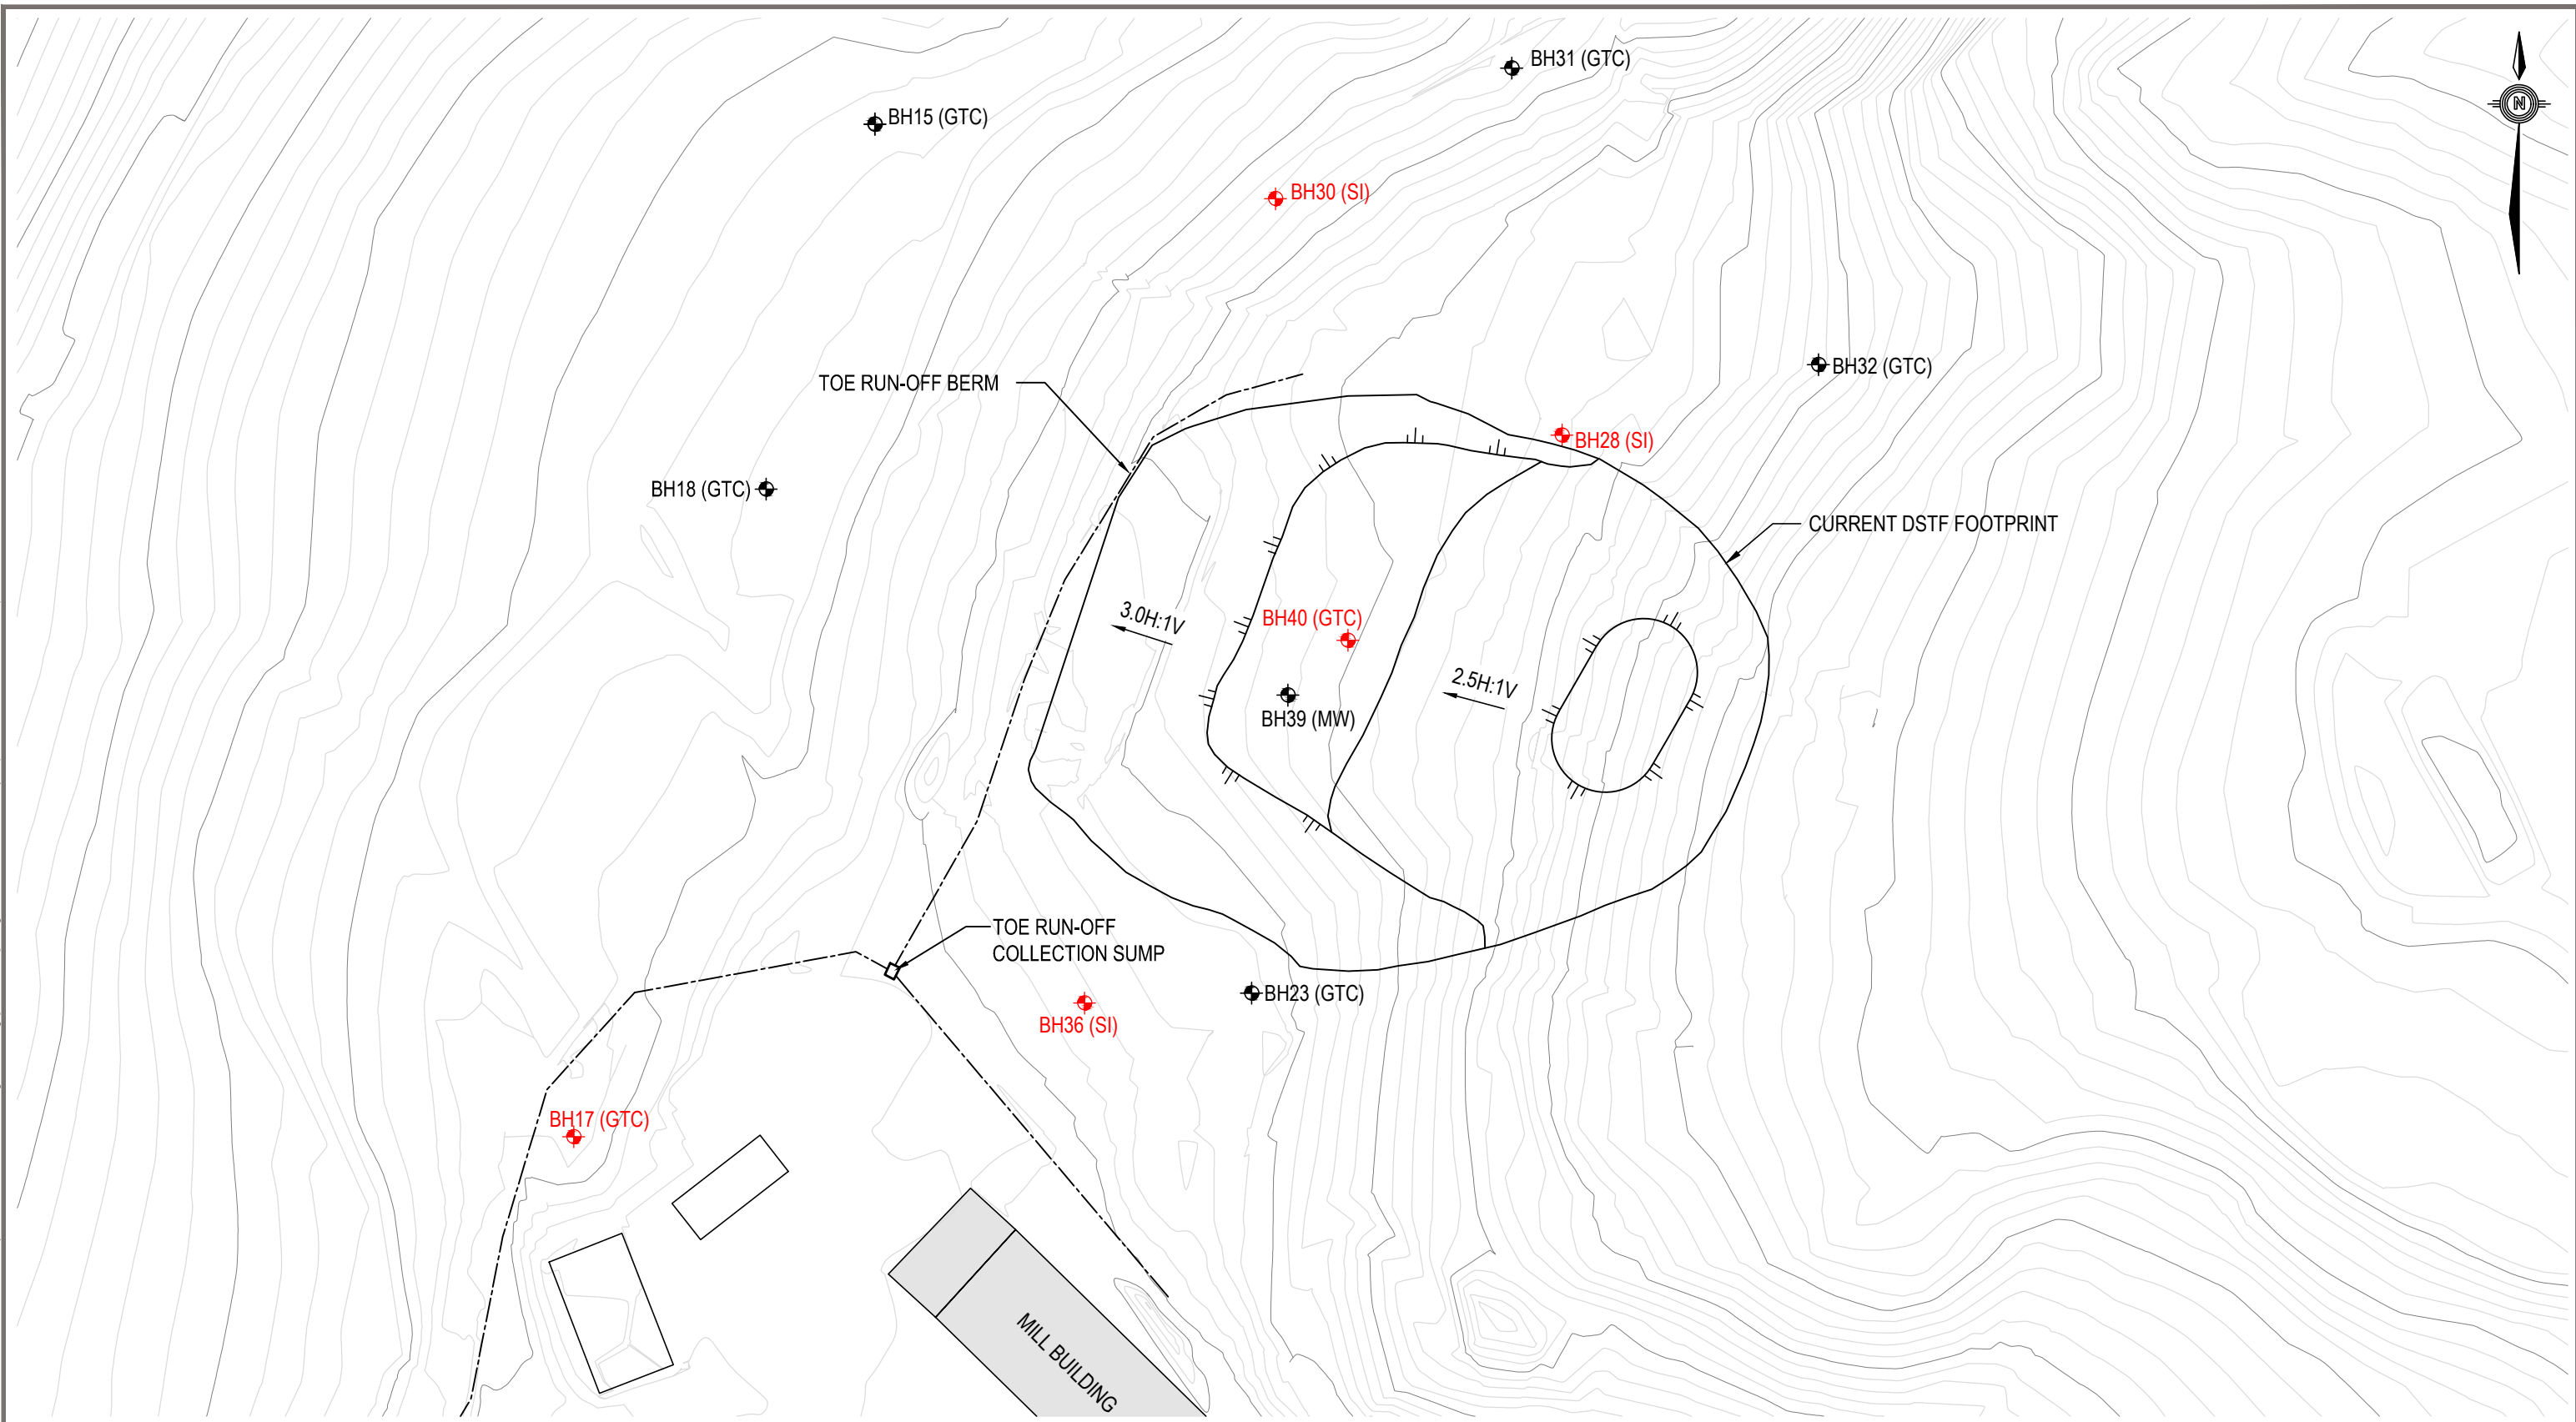 BH31 (GTC)
N
BH15 (GTC)
BH30 (SI)
BH32 (GTC)
TOE RUN-OFF BERM
BH28 (SI)
BH18 (GTC)
CURRENT DSTF FOOTPRINT
3.0H:1V
BH40 (GTC)
2.5H:1V
BH39 (MW)
TOE RUN-OFF
COLLECTION SUMP
BH23 (GTC)
BH36 (SI)
BH17 (GTC)
MILL BUILDING